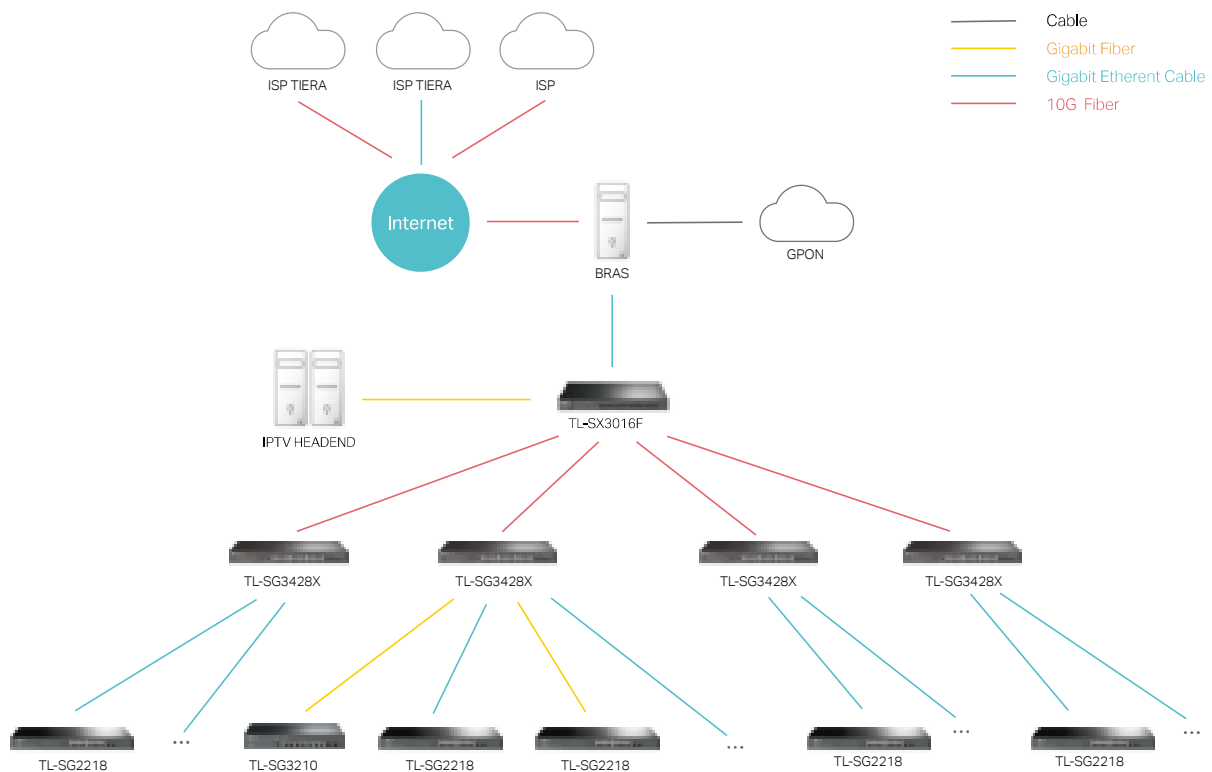 Cable
Gigabit Fiber
Gigabit Etherent Cable
10G Fiber
ISP TIERA
ISP TIERA
ISP
Internet
BRAS
GPON
IPTV HEADEND
TL-SX3016F
TL-SG3428X
TL-SG3428X
TL-SG3428X
TL-SG3428X
...
...
...
...
TL-SG2218
TL-SG3210
TL-SG2218
TL-SG2218
TL-SG2218
TL-SG2218